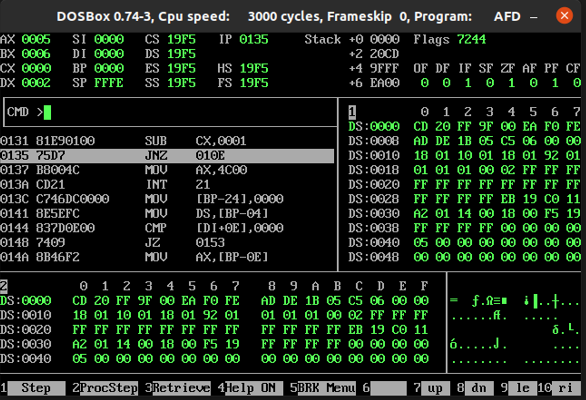 DOSBox 0.74-3, Cpu speed: 3000 cycles, Frameskip 0, Program: AFD
AX 0005 SI 0000 CS 19F5 IP 0135 Stack +0 0000 Flags 7244
BX 0006 DI 0000 DS 19F5 +2 20CD
CX 0000 BP 0000 ES 19F5 HS 19F5 +4 9FFF OF DF IF SF ZF AF PF CF
DX 0002 SP FFFE SS 19F5 FS 19F5 +6 EA00 0 0 1 0 1 0 1 0
CMD >
0131 81E90100 SUB CX,0001
0135 75D7 JNZ 010E
0137 B8004C MOV AX,4C00
013A CD21 INT 21
013C C746DC0000 MOV [BP-24],0000
0141 8E5EFC MOV DS,[BP-04]
0144 837D0E00 CMP [DI+0E],0000
0148 7409 JZ 0153
014A 8B46F2 MOV AX,[BP-0E]
1 0 1 2 3 4 5 6 7
DS:0000 CD 20 FF 9F 00 EA F0 FE
DS:0008 AD DE 1B 05 C5 06 00 00
DS:0010 18 01 10 01 18 01 92 01
DS:0018 01 01 01 00 02 FF FF FF
DS:0020 FF FF FF FF FF FF FF FF
DS:0028 FF FF FF FF EB 19 C0 11
DS:0030 A2 01 14 00 18 00 F5 19
DS:0038 FF FF FF FF 00 00 00 00
DS:0040 05 00 00 00 00 00 00 00
DS:0048 00 00 00 00 00 00 00 00
2 0 1 2 3 4 5 6 7 8 9 A B C D E F
DS:0000 CD 20 FF 9F 00 EA F0 FE AD DE 1B 05 C5 06 00 00
DS:0010 18 01 10 01 18 01 92 01 01 01 01 00 02 FF FF FF
DS:0020 FF FF FF FF FF FF FF FF FF FF FF FF EB 19 C0 11
DS:0030 A2 01 14 00 18 00 F5 19 FF FF FF FF 00 00 00 00
DS:0040 05 00 00 00 00 00 00 00 00 00 00 00 00 00 00 00
1 Step 2 ProcStep 3 Retrieve 4 Help ON 5 BRK Menu 6 7 up 8 dn 9 le 10 ri